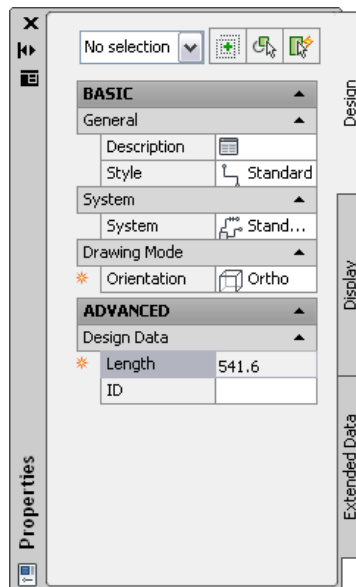 No selection
BASIC
General
Description
Style Standard
System
System Stand...
Drawing Mode
Orientation Ortho
ADVANCED
Design Data
Length 541.6
ID
Design
Display
Extended Data
Properties